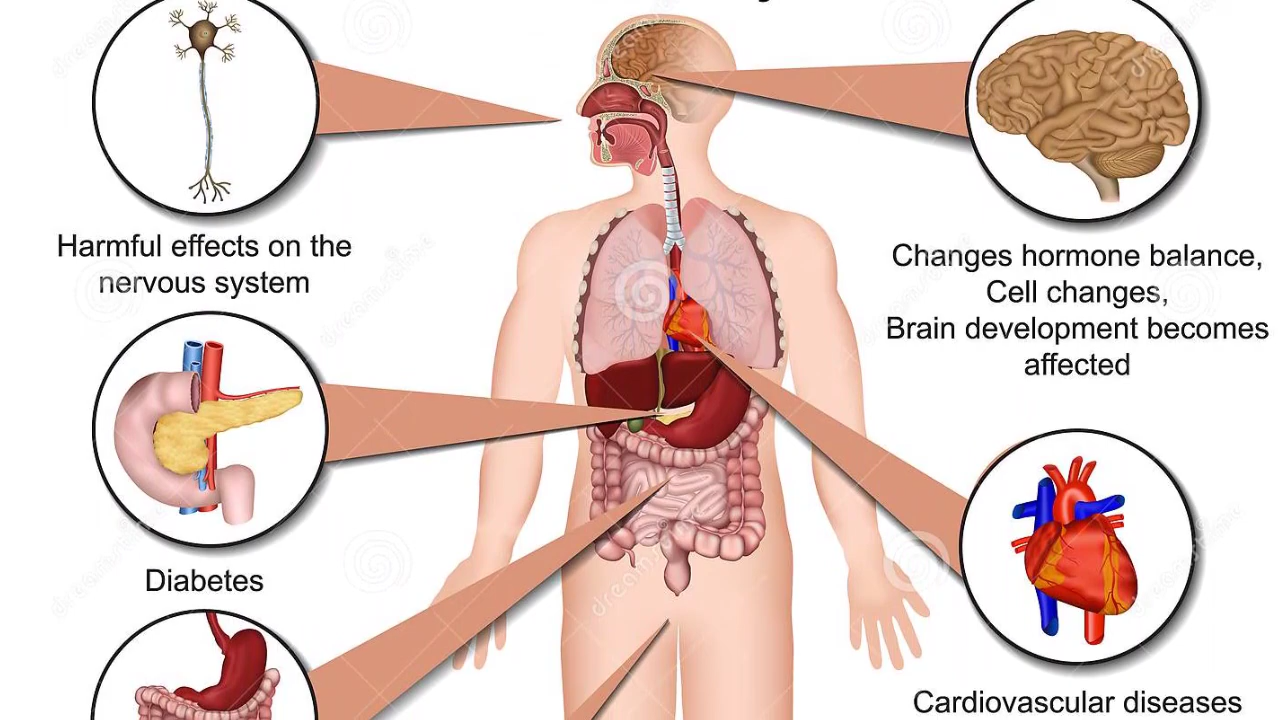 Harmful effects on the
nervous system
Changes hormone balance,
Cell changes,
Brain development becomes
affected
Diabetes
Cardiovascular diseases